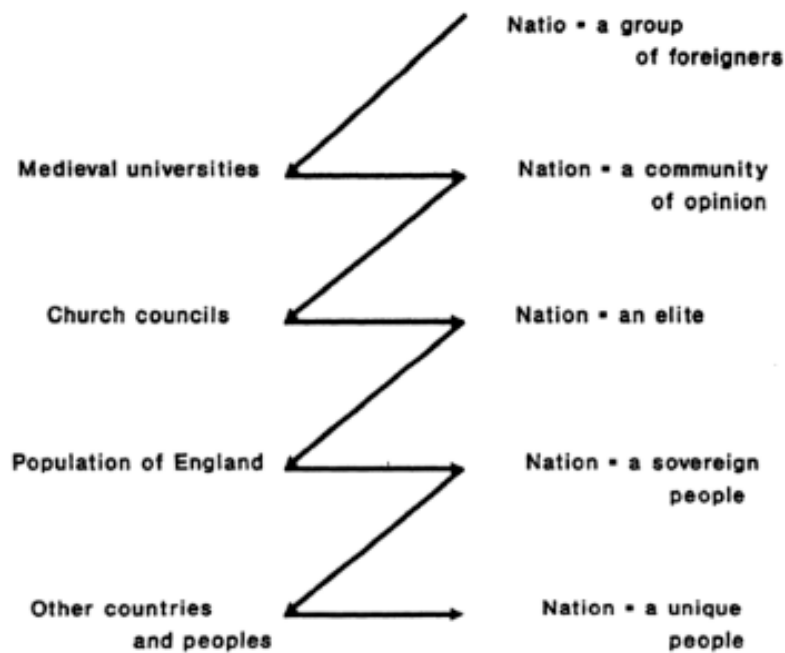 Natio = a group
of foreigners
Medieval universities
Nation = a community
of opinion
Church councils
Nation = an elite
Population of England
Nation = a sovereign
people
Other countries
and peoples
Nation = a unique
people